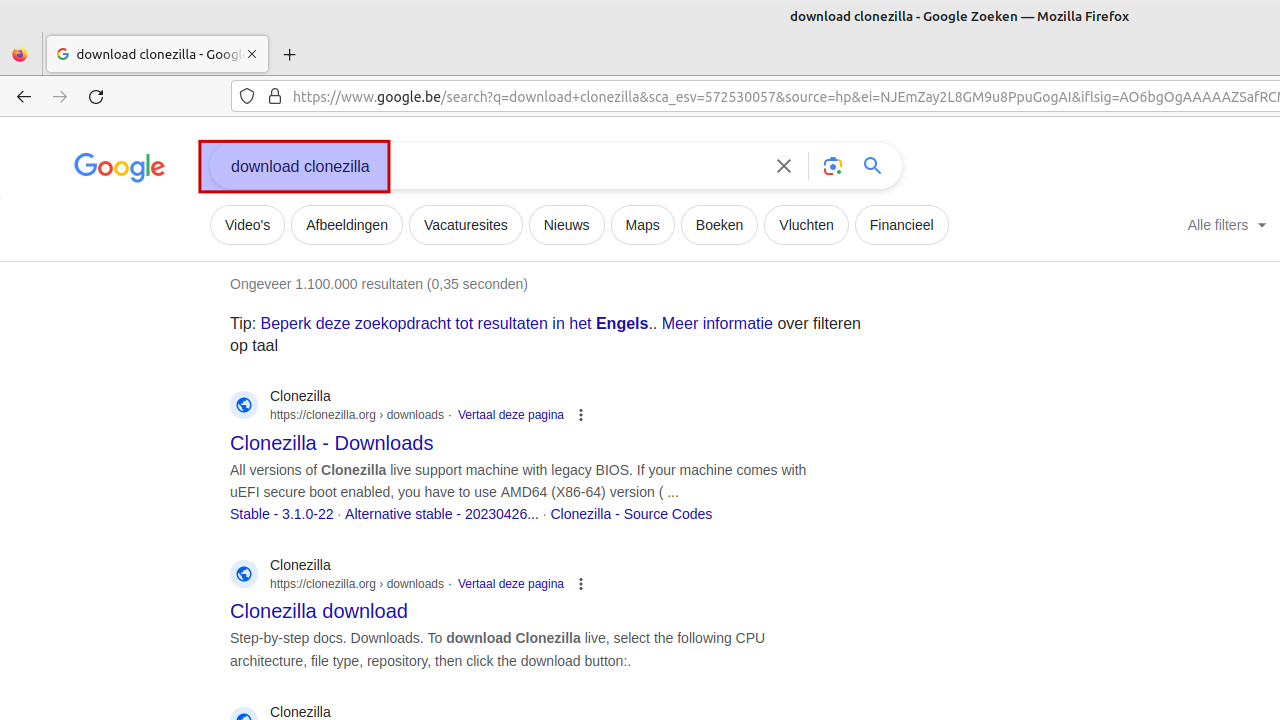 download clonezilla - Google Zoeken — Mozilla Firefox
download clonezilla - Googl
https://www.google.be/search?q=download+clonezilla&sca_esv=572530057&source=hp&ei=NJEmZay2L8GM9u8PpuGogAI&iflsig=AO6bgOgAAAAAZSafRCM
Google
download clonezilla
Video's
Afbeeldingen
Vacaturesites
Nieuws
Maps
Boeken
Vluchten
Financieel
Alle filters
Ongeveer 1.100.000 resultaten (0,35 seconden)
Tip: Beperk deze zoekopdracht tot resultaten in het Engels.. Meer informatie over filteren
op taal
Clonezilla
https://clonezilla.org › downloads · Vertaal deze pagina
Clonezilla - Downloads
All versions of Clonezilla live support machine with legacy BIOS. If your machine comes with
uEFI secure boot enabled, you have to use AMD64 (X86-64) version ( ...
Stable - 3.1.0-22 · Alternative stable - 20230426... · Clonezilla - Source Codes
Clonezilla
https://clonezilla.org › downloads · Vertaal deze pagina
Clonezilla download
Step-by-step docs. Downloads. To download Clonezilla live, select the following CPU
architecture, file type, repository, then click the download button:.
Clonezilla